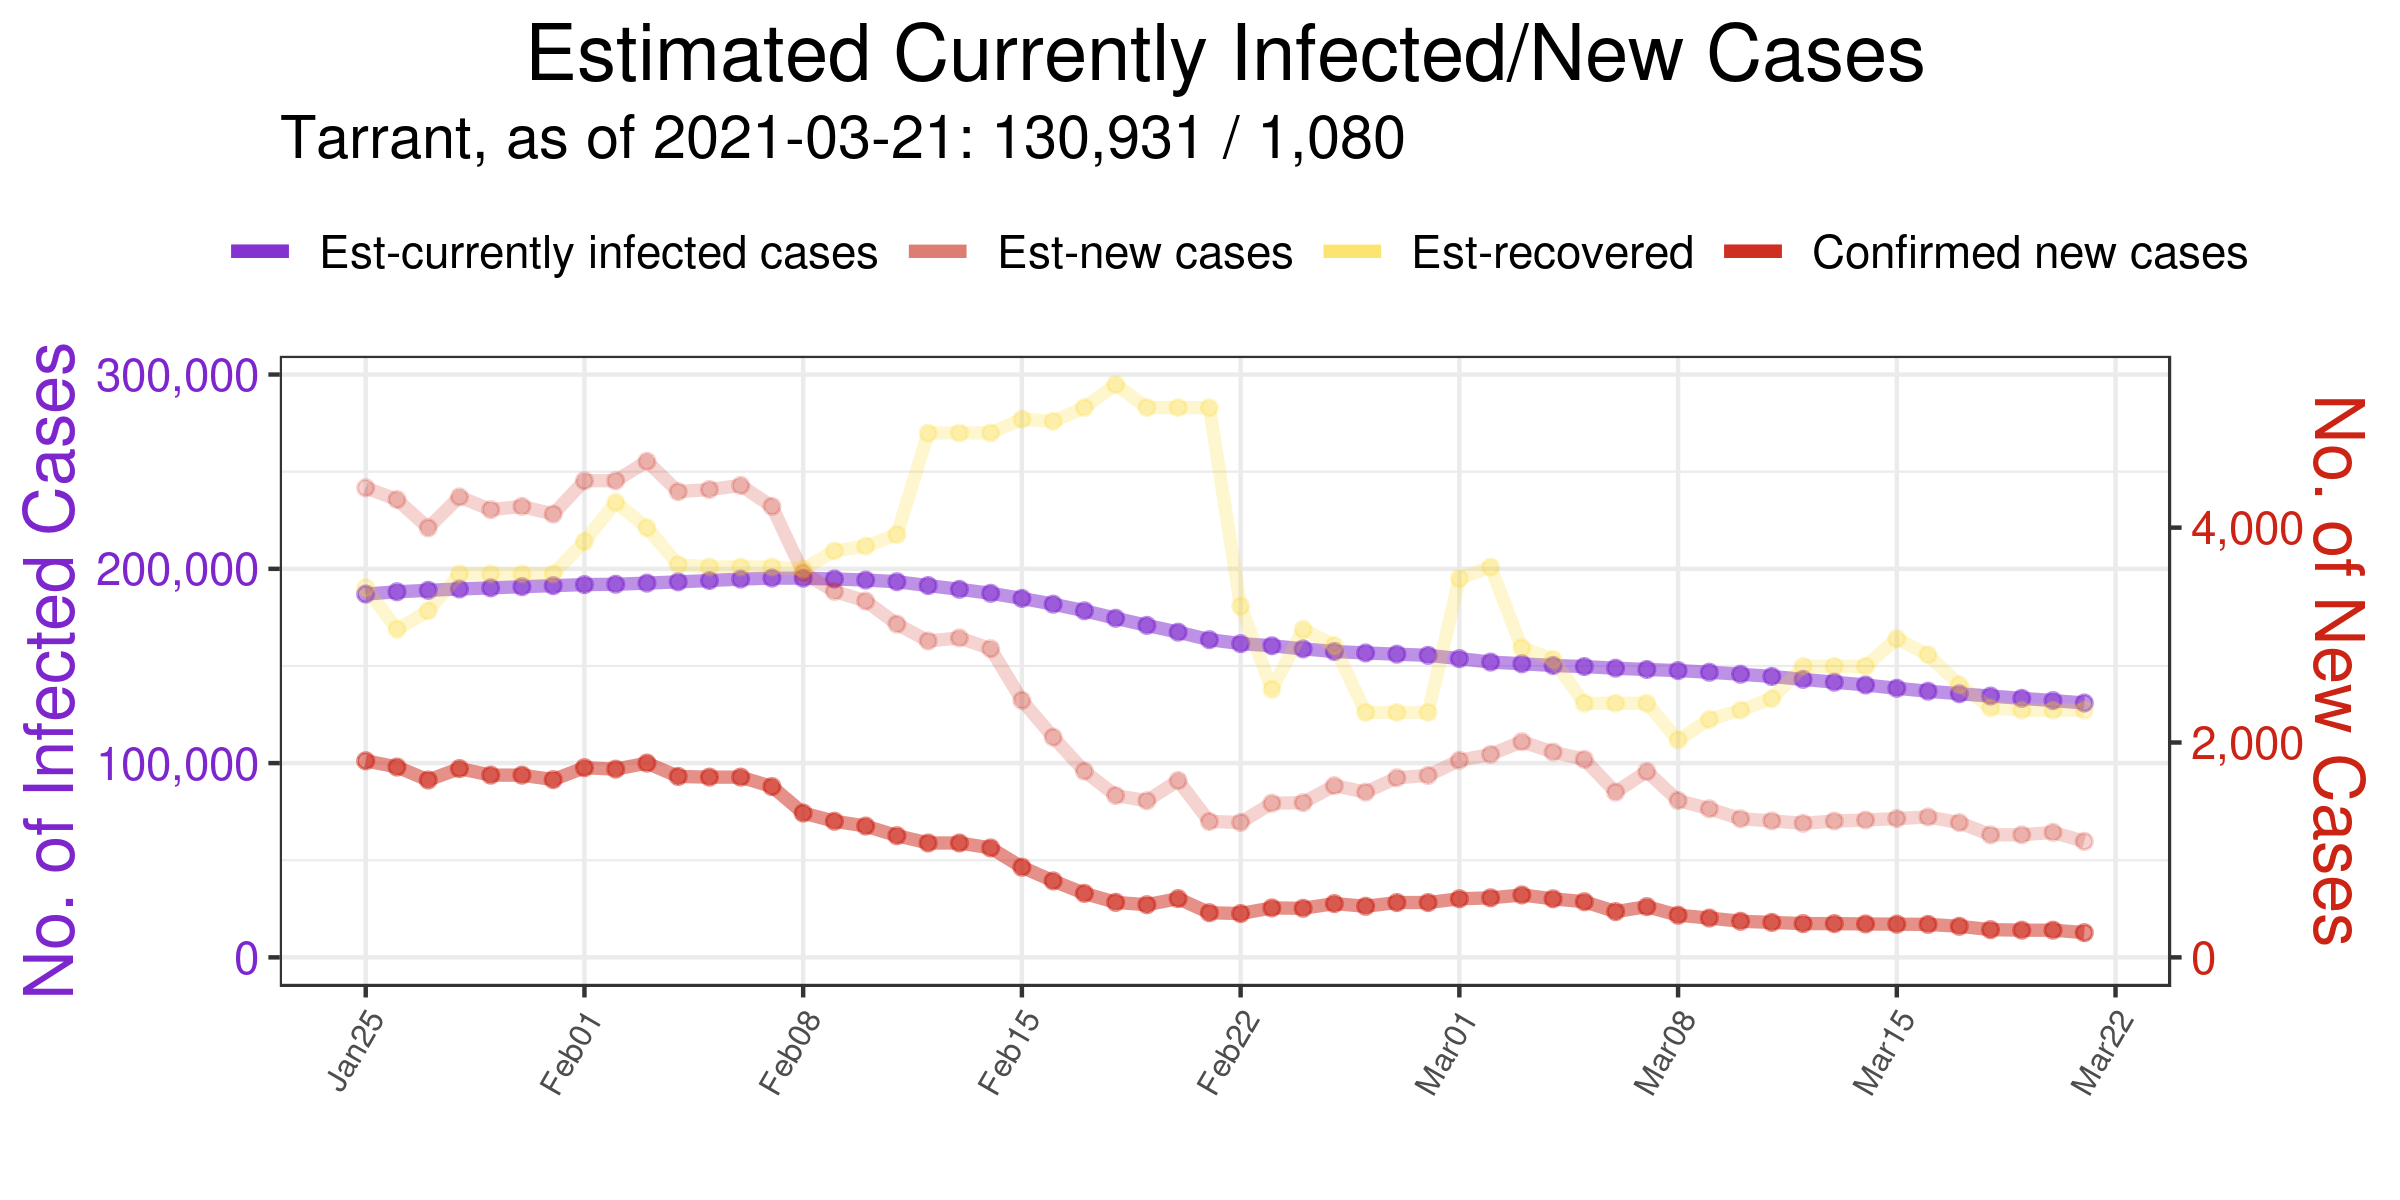 Estimated Currently Infected/New Cases
Tarrant, as of 2021-03-21: 130,931 / 1,080
Est-currently infected cases Est-new cases Est-recovered Confirmed new cases
No. of Infected Cases
300,000
200,000
100,000
0
4,000
2,000
0
No. of New Cases
Jan25 Feb01 Feb08 Feb15 Feb22 Mar01 Mar08 Mar15 Mar22